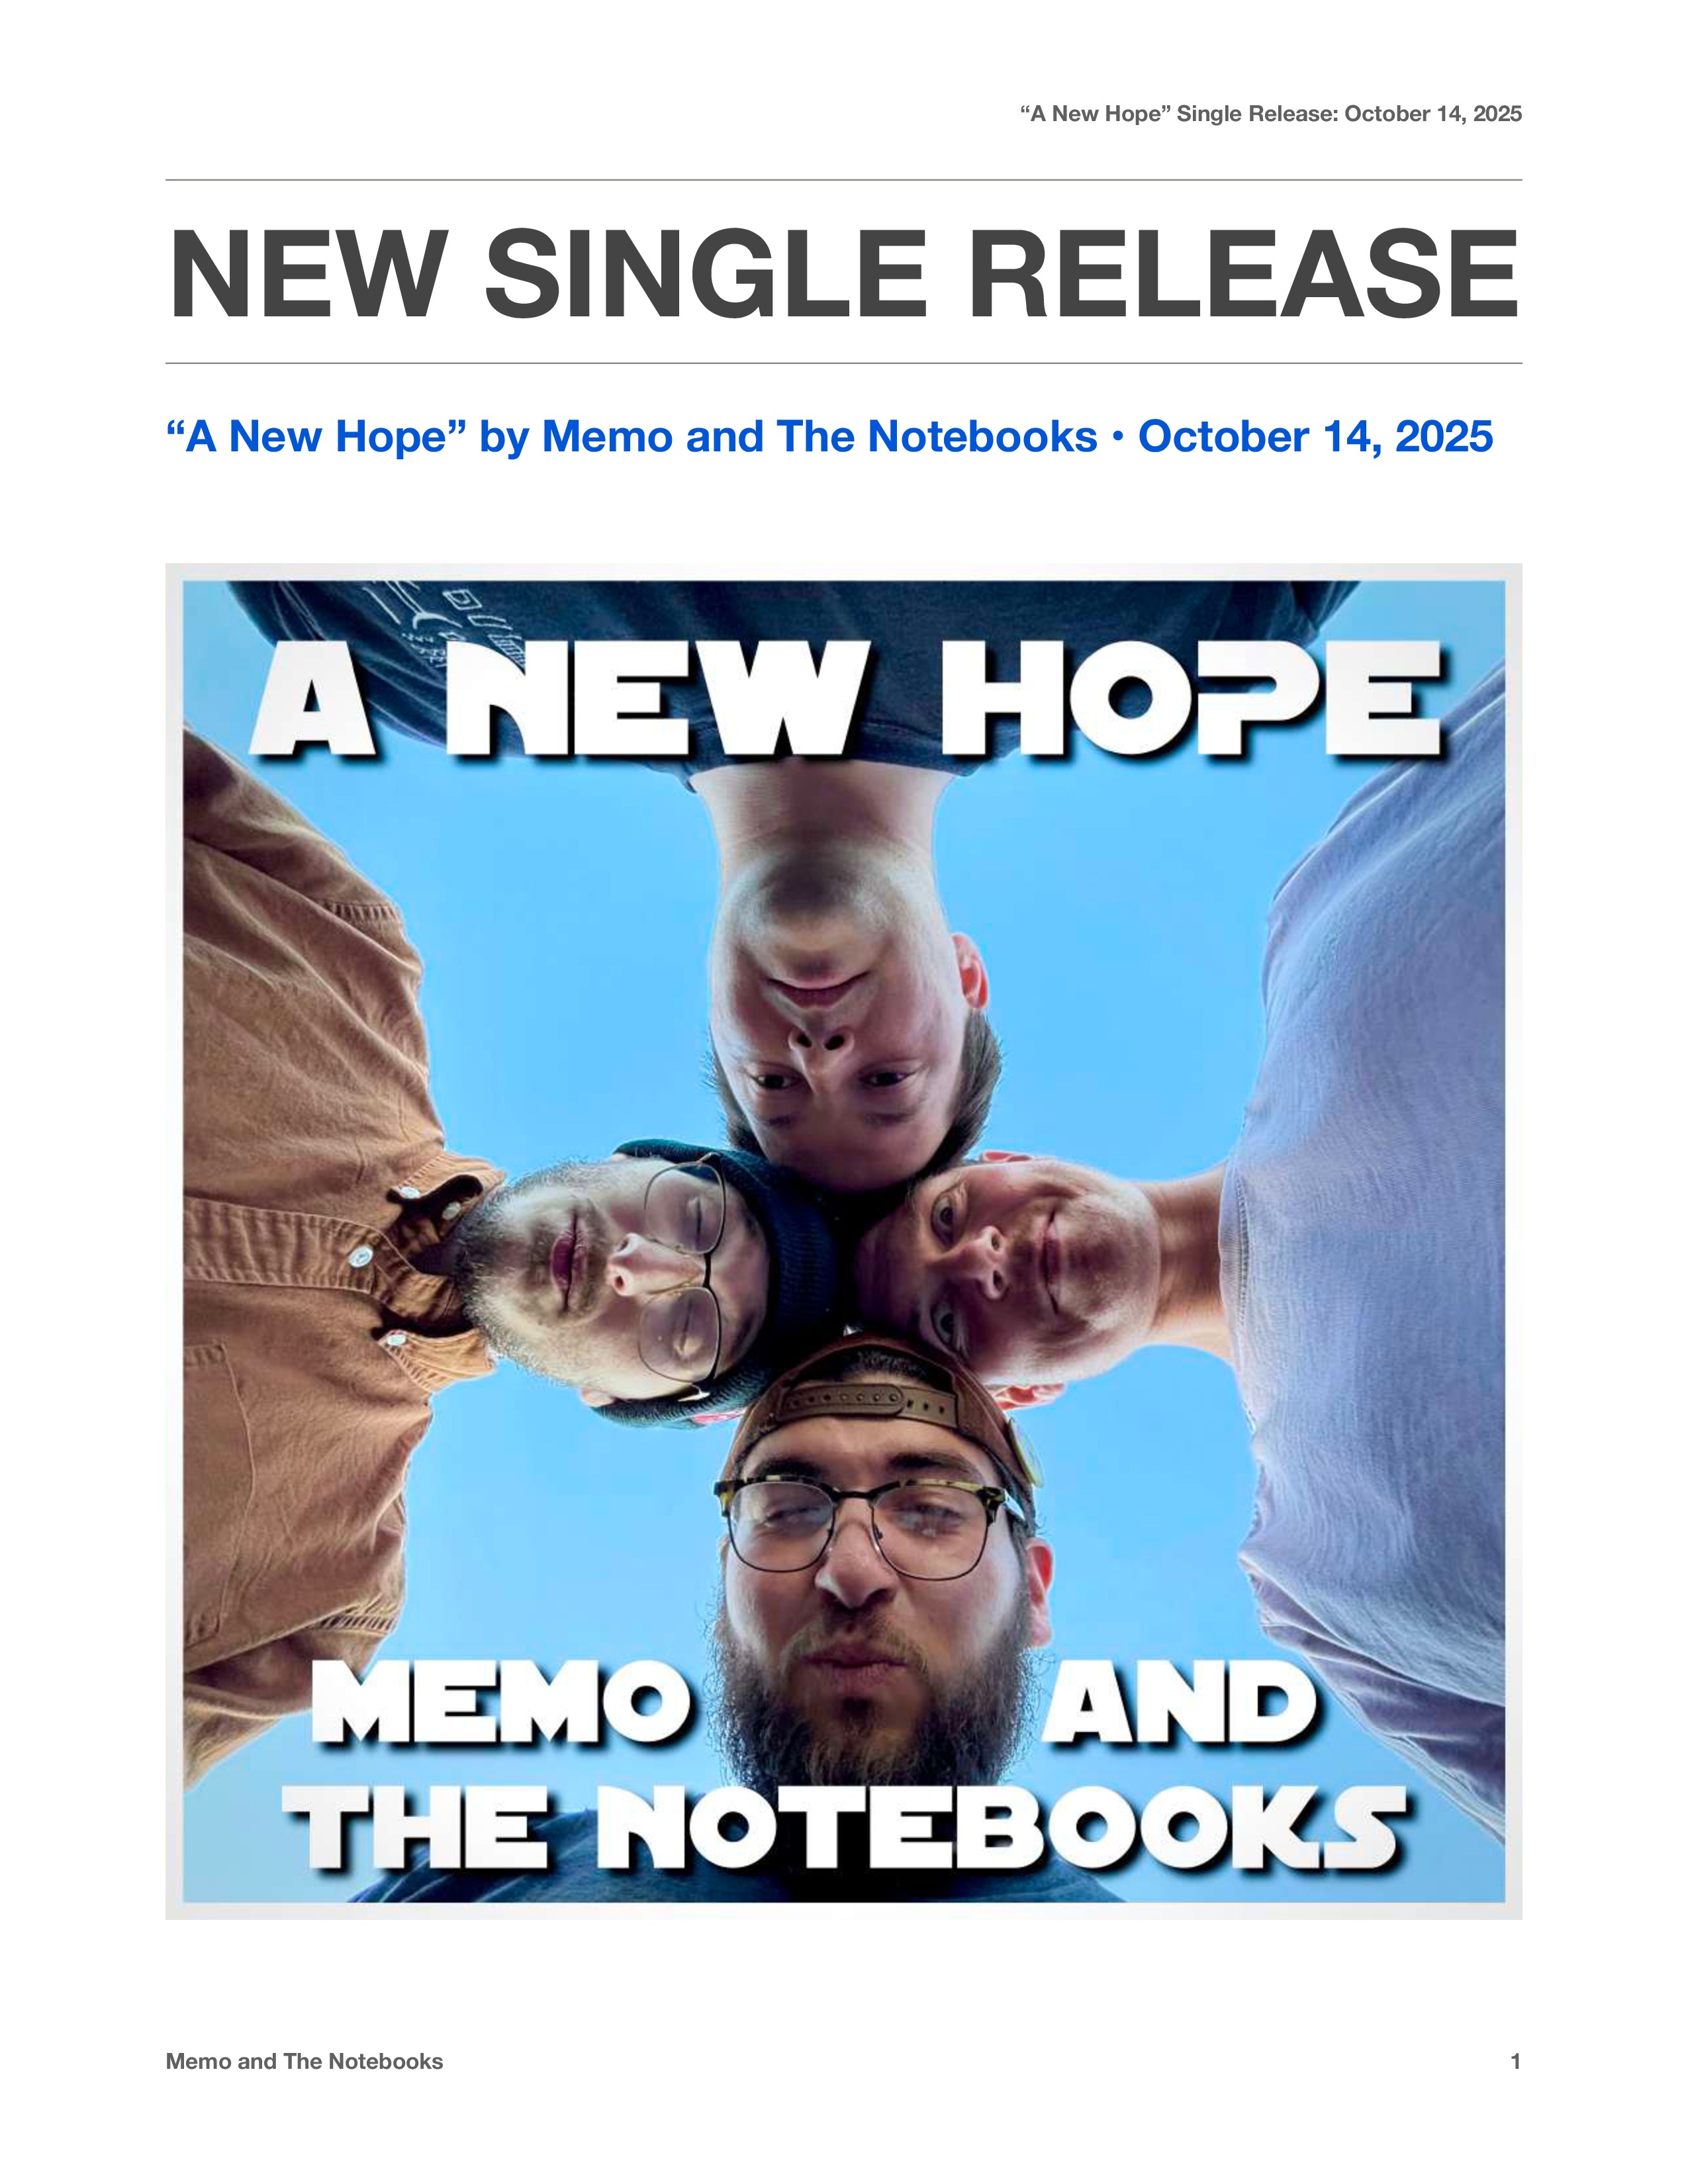 “A New Hope” Single Release: October 14, 2025
NEW SINGLE RELEASE
“A New Hope” by Memo and The Notebooks • October 14, 2025
A NEW HOPE
MEMO AND
THE NOTEBOOKS
Memo and The Notebooks 1